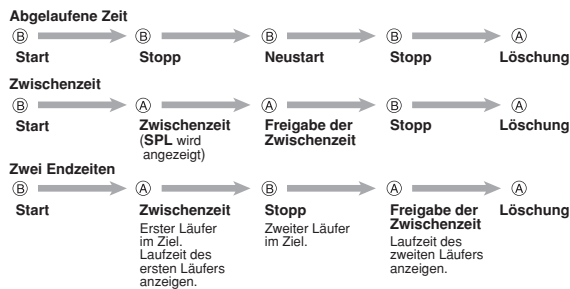 Abgelaufene Zeit
Ⓑ Ⓑ Ⓑ Ⓑ Ⓐ
Start Stopp Neustart Stopp Löschung
Zwischenzeit
Ⓑ Ⓐ Ⓐ Ⓑ Ⓐ
Start Zwischenzeit Freigabe der Stopp Löschung
(SPL wird Zwischenzeit
angezeigt)
Zwei Endzeiten
Ⓑ Ⓐ Ⓑ Ⓐ Ⓐ
Start Zwischenzeit Stopp Freigabe der Löschung
Zwischenzeit
Erster Läufer Zweiter Läufer
im Ziel. im Ziel. Laufzeit des
Laufzeit des zweiten Läufers
ersten Läufers anzeigen.
anzeigen.